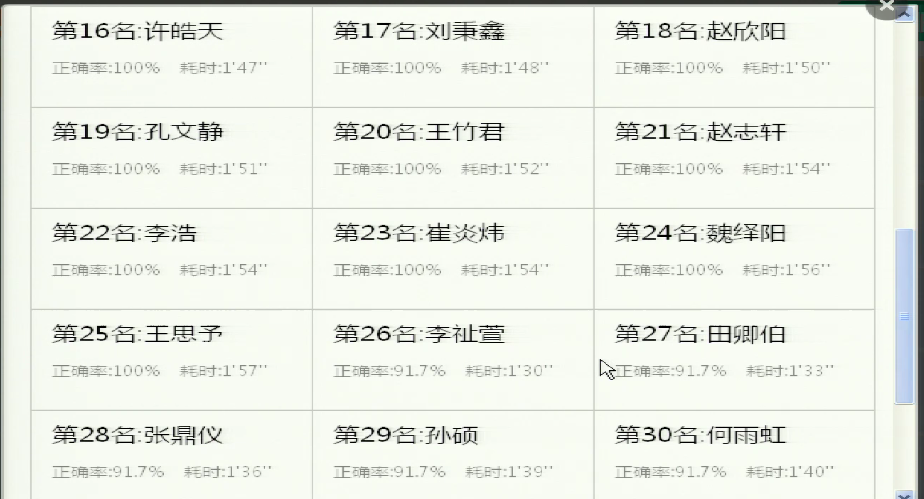 第16名:许皓天 第17名:刘秉鑫 第18名:赵欣阳
正确率:100% 耗时:1'47'' 正确率:100% 耗时:1'48'' 正确率:100% 耗时:1'50''
第19名:孔文静 第20名:王竹君 第21名:赵志轩
正确率:100% 耗时:1'51'' 正确率:100% 耗时:1'52'' 正确率:100% 耗时:1'54''
第22名:李浩 第23名:崔炎炜 第24名:魏绎阳
正确率:100% 耗时:1'54'' 正确率:100% 耗时:1'54'' 正确率:100% 耗时:1'56''
第25名:王思予 第26名:李祉萱 第27名:田卿伯
正确率:100% 耗时:1'57'' 正确率:91.7% 耗时:1'30'' 正确率:91.7% 耗时:1'33''
第28名:张鼎仪 第29名:孙硕 第30名:何雨虹
正确率:91.7% 耗时:1'36'' 正确率:91.7% 耗时:1'39'' 正确率:91.7% 耗时:1'40''